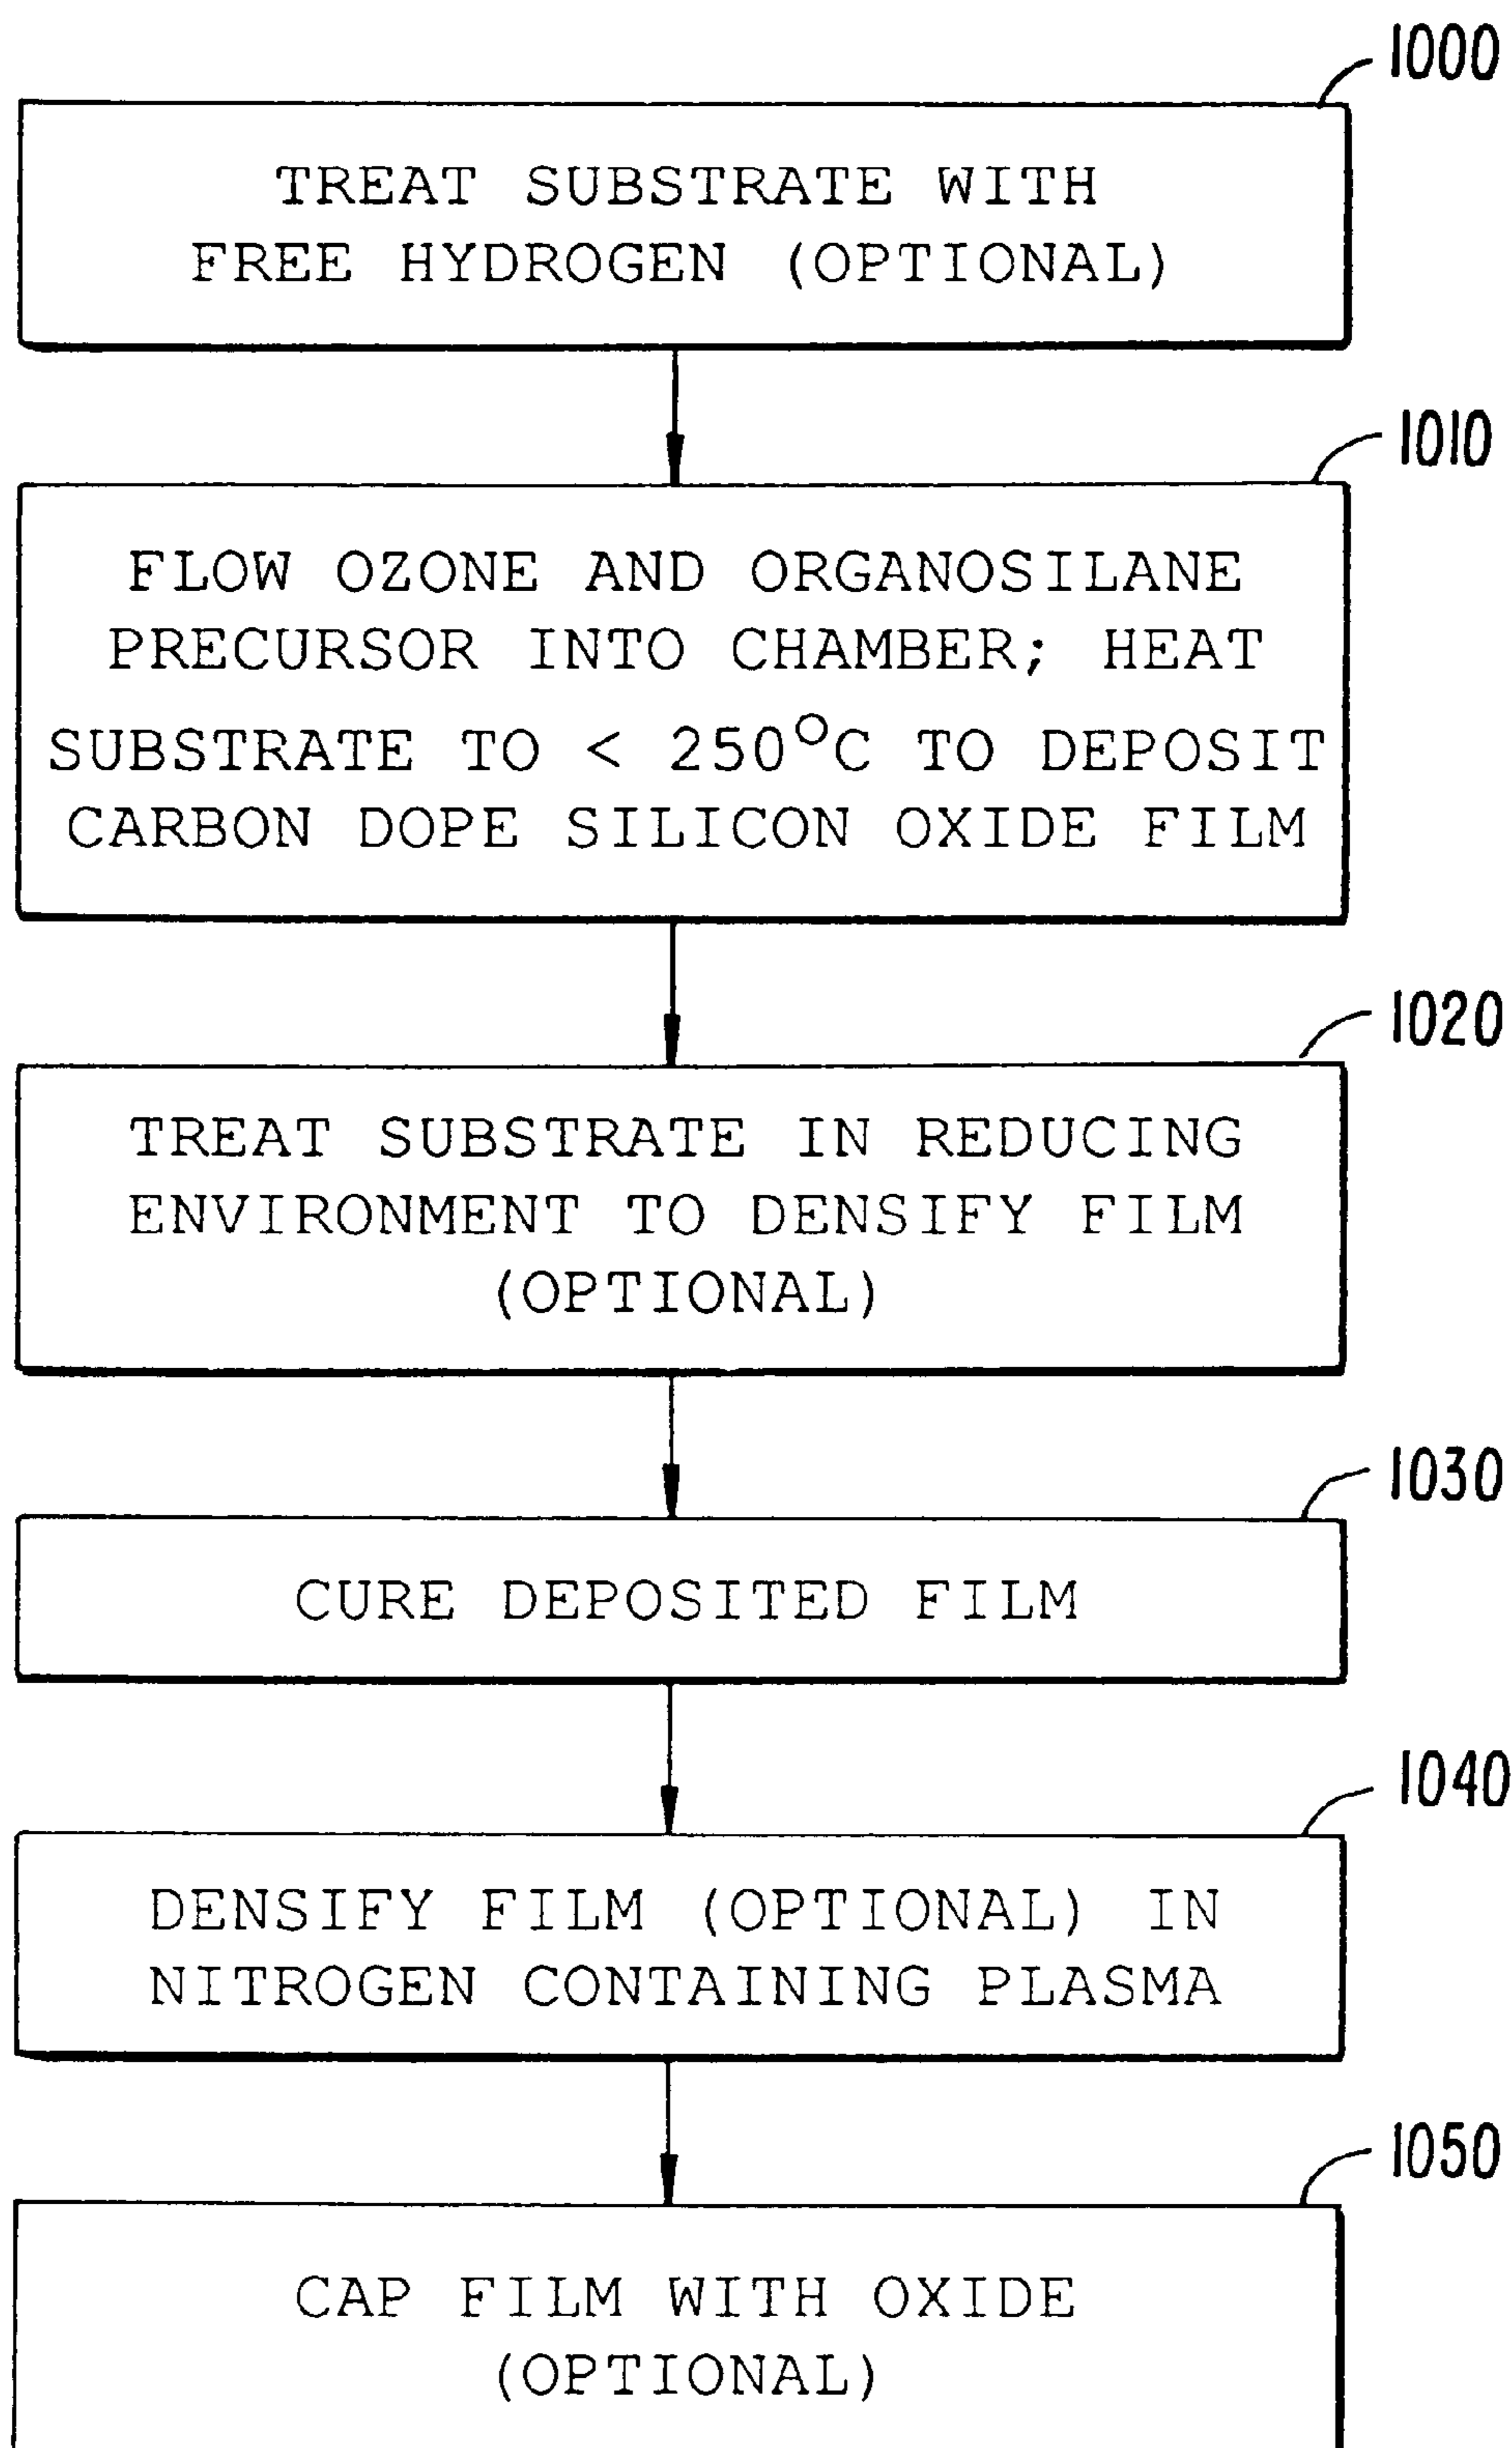 1000
TREAT SUBSTRATE WITH
FREE HYDROGEN (OPTIONAL)
1010
FLOW OZONE AND ORGANOSILANE
PRECURSOR INTO CHAMBER; HEAT
SUBSTRATE TO < 250°C TO DEPOSIT
CARBON DOPE SILICON OXIDE FILM
1020
TREAT SUBSTRATE IN REDUCING
ENVIRONMENT TO DENSIFY FILM
(OPTIONAL)
1030
CURE DEPOSITED FILM
1040
DENSIFY FILM (OPTIONAL) IN
NITROGEN CONTAINING PLASMA
1050
CAP FILM WITH OXIDE
(OPTIONAL)